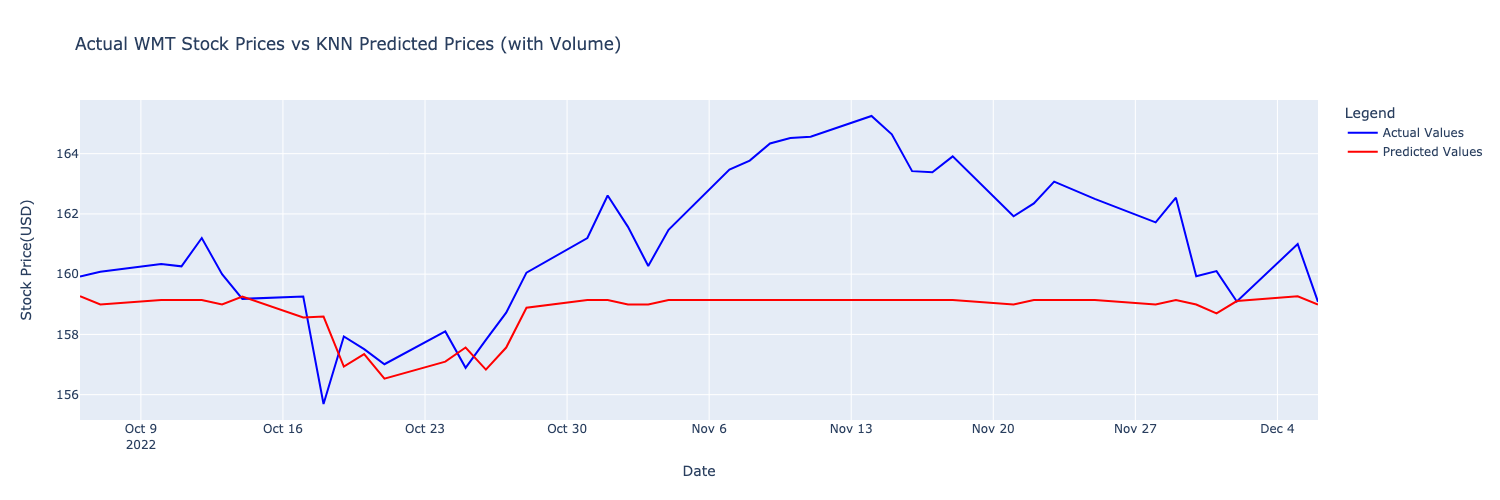 Actual WMT Stock Prices vs KNN Predicted Prices (with Volume)
Legend
Actual Values
Predicted Values
Stock Price(USD)
164
162
160
158
156
Oct 9
2022
Oct 16
Oct 23
Oct 30
Nov 6
Nov 13
Nov 20
Nov 27
Dec 4
Date